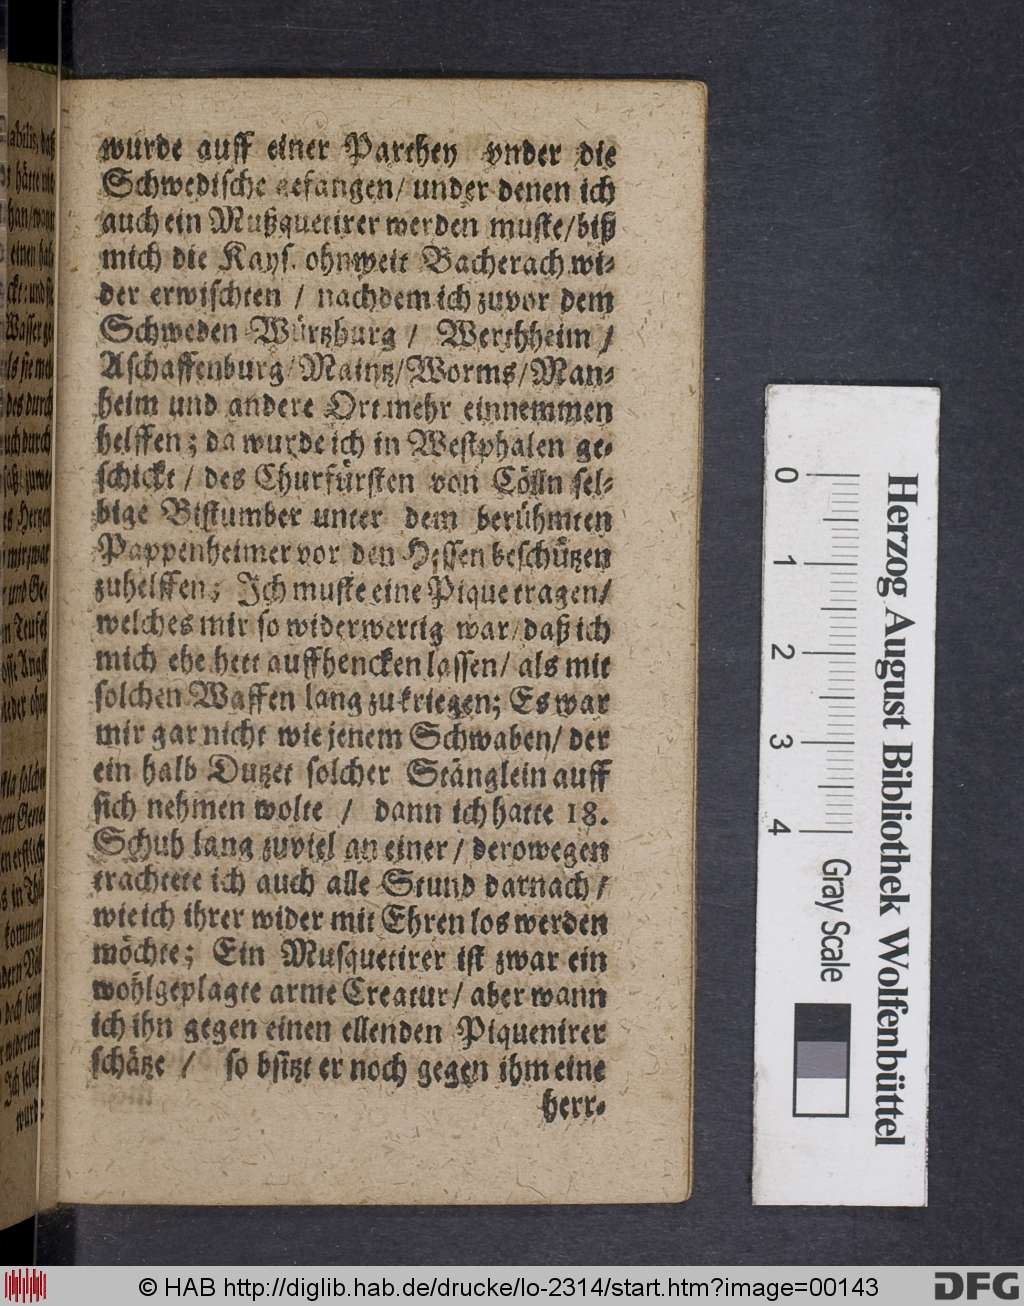 wurde auff einer Parthey vnder die
Schwedische gefangen/ under denen ich
auch ein Mußquetirer werden muste/biß
mich die Kays. ohnweit Bacherach wi-
der erwischten / nachdem ich zuvor dem
Schweden Würtzburg / Werthheim /
Aschaffenburg/Maintz/Worms/Man-
heim und andere Ort mehr einnemmen
helffen; da wurde ich in Westphalen ge-
schickt / des Churfürsten von Cölln sel-
bige Bistumber unter dem berühmten
Pappenheimer vor den Hessen beschützen
zuhelffen; Ich muste eine Pique tragen/
welches mir so widerwertig war/ daß ich
mich ehe hett auffhencken lassen/ als mit
solchen Waffen lang zu kriegen; Es war
mir gar nicht wie jenem Schwaben/ der
ein halb Dutzet solcher Stänglein auff
sich nehmen wolte / dann ich hatte 18.
Schuh lang zuviel an einer / derowegen
trachtete ich auch alle Stund darnach /
wie ich ihrer wider mit Ehren los werden
möchte; Ein Musquetirer ist zwar ein
wohlgeplagte arme Creatur / aber wann
ich ihn gegen einen ellenden Piquenirer
schätze / so bsitzt er noch gegen ihm eine
herr-
0 1 2 3 4
Gray Scale
Herzog August Bibliothek Wolfenbüttel
© HAB http://diglib.hab.de/drucke/lo-2314/start.htm?image=00143
DFG